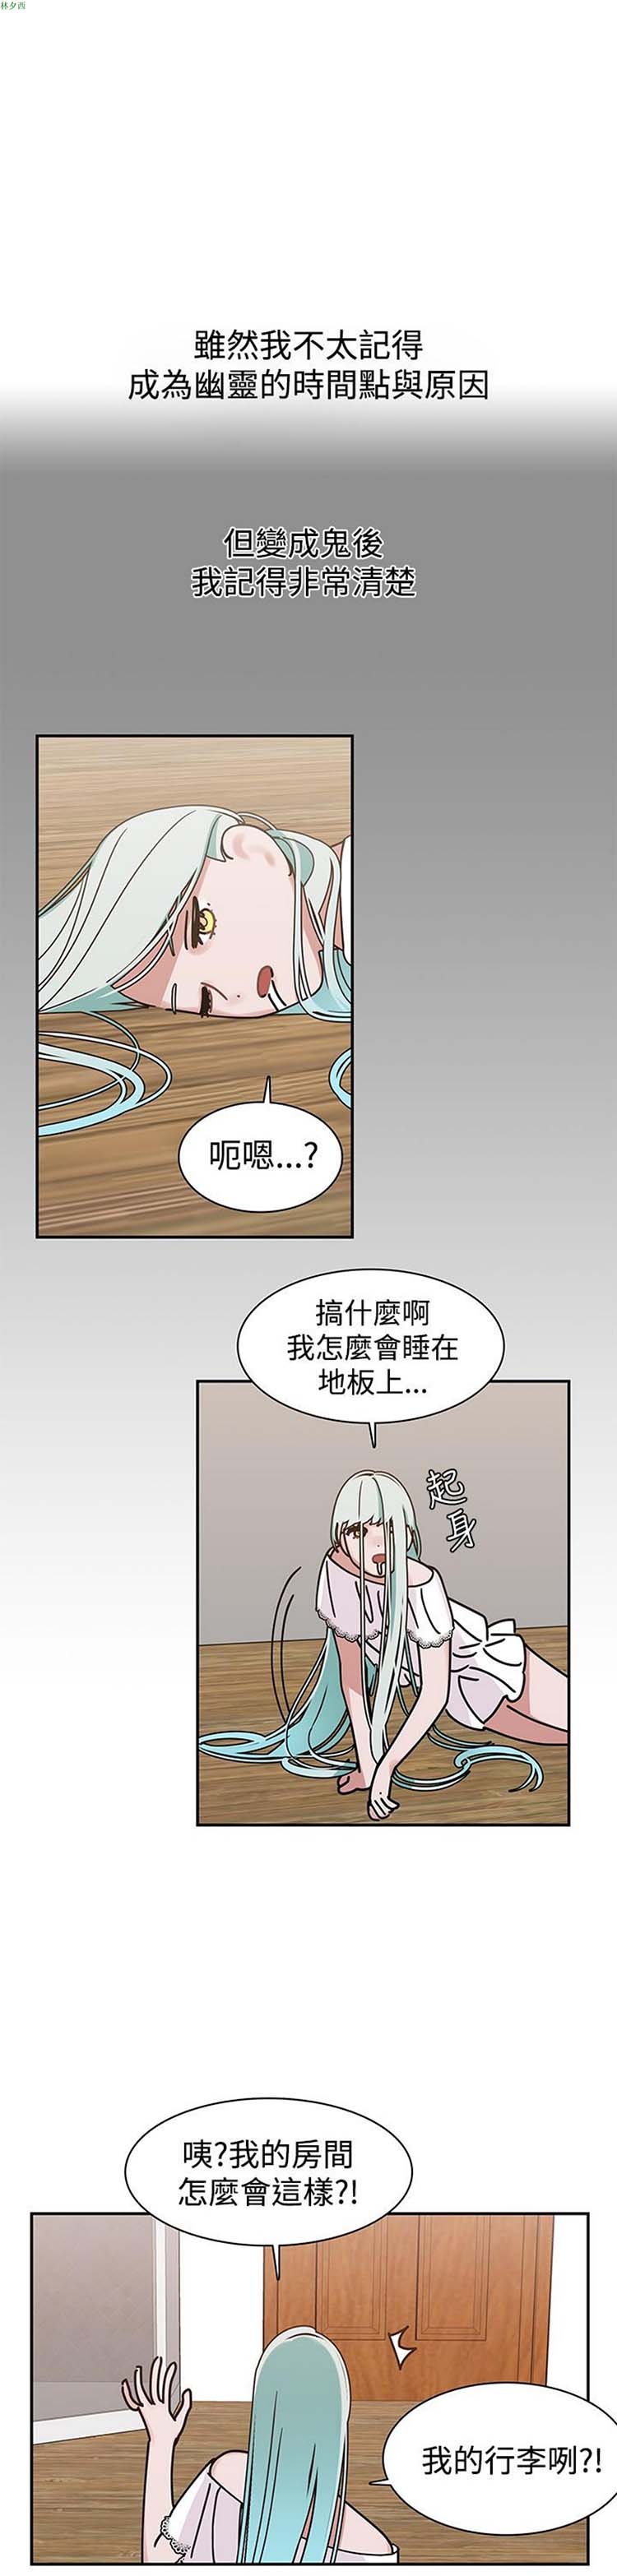 林夕西
雖然我不太記得
成為幽靈的時間點與原因
但變成鬼後
我記得非常清楚
呃嗯...?
搞什麼啊
我怎麼會睡在
地板上...
起身
咦?我的房間
怎麼會這樣?!
我的行李咧?!